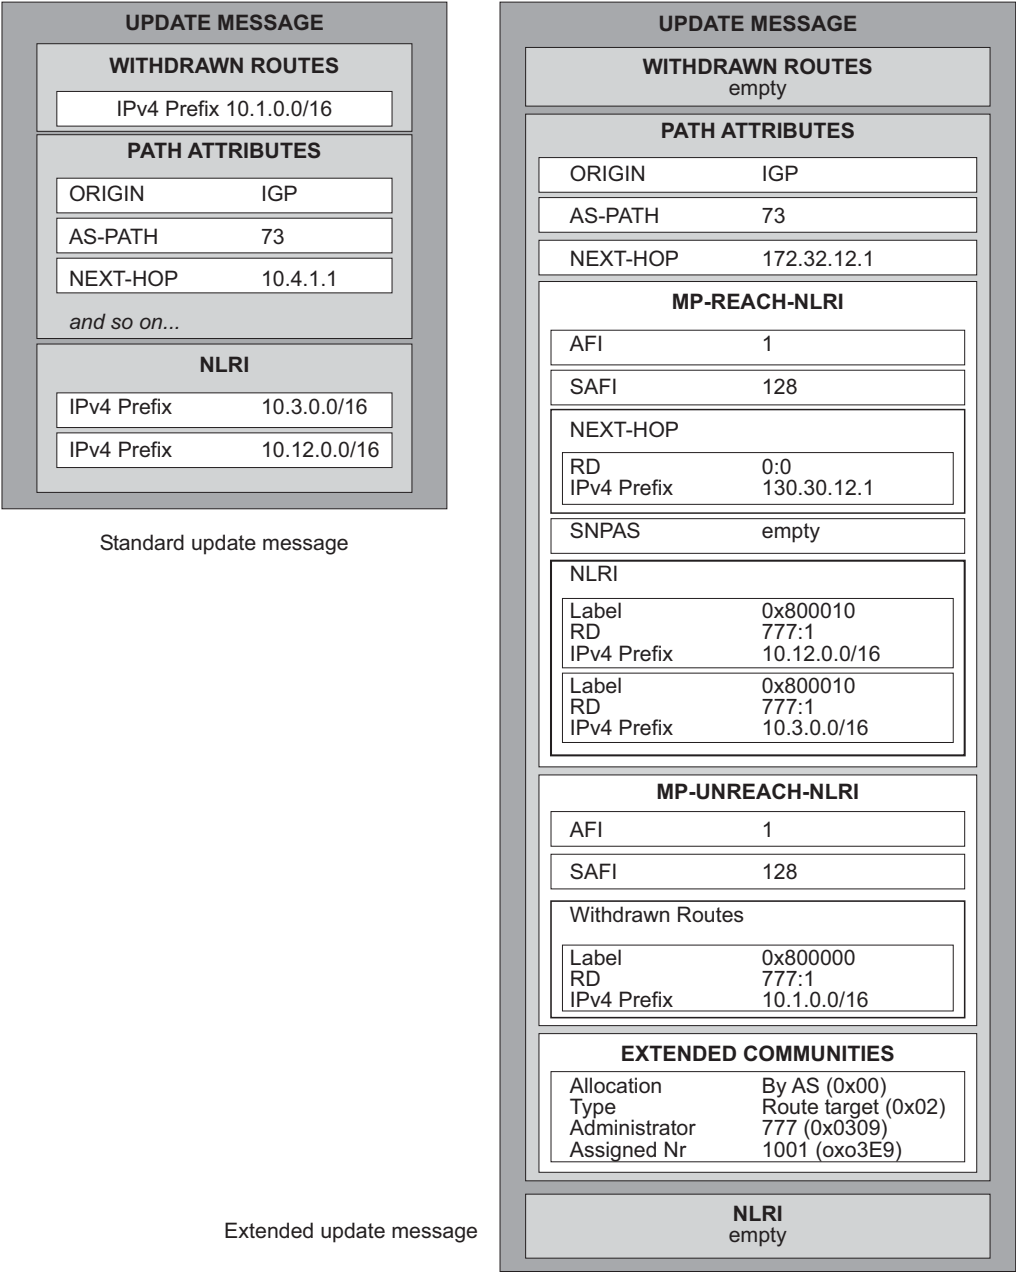 UPDATE MESSAGE
WITHDRAWN ROUTES
IPv4 Prefix 10.1.0.0/16
PATH ATTRIBUTES
ORIGIN IGP
AS-PATH 73
NEXT-HOP 10.4.1.1
and so on...
NLRI
IPv4 Prefix 10.3.0.0/16
IPv4 Prefix 10.12.0.0/16
Standard update message
UPDATE MESSAGE
WITHDRAWN ROUTES
empty
PATH ATTRIBUTES
ORIGIN IGP
AS-PATH 73
NEXT-HOP 172.32.12.1
MP-REACH-NLRI
AFI 1
SAFI 128
NEXT-HOP
RD 0:0
IPv4 Prefix 130.30.12.1
SNPAS empty
NLRI
Label 0x800010
RD 777:1
IPv4 Prefix 10.12.0.0/16
Label 0x800010
RD 777:1
IPv4 Prefix 10.3.0.0/16
MP-UNREACH-NLRI
AFI 1
SAFI 128
Withdrawn Routes
Label 0x800000
RD 777:1
IPv4 Prefix 10.1.0.0/16
EXTENDED COMMUNITIES
Allocation By AS (0x00)
Type Route target (0x02)
Administrator 777 (0x0309)
Assigned Nr 1001 (oxo3E9)
NLRI
empty
Extended update message